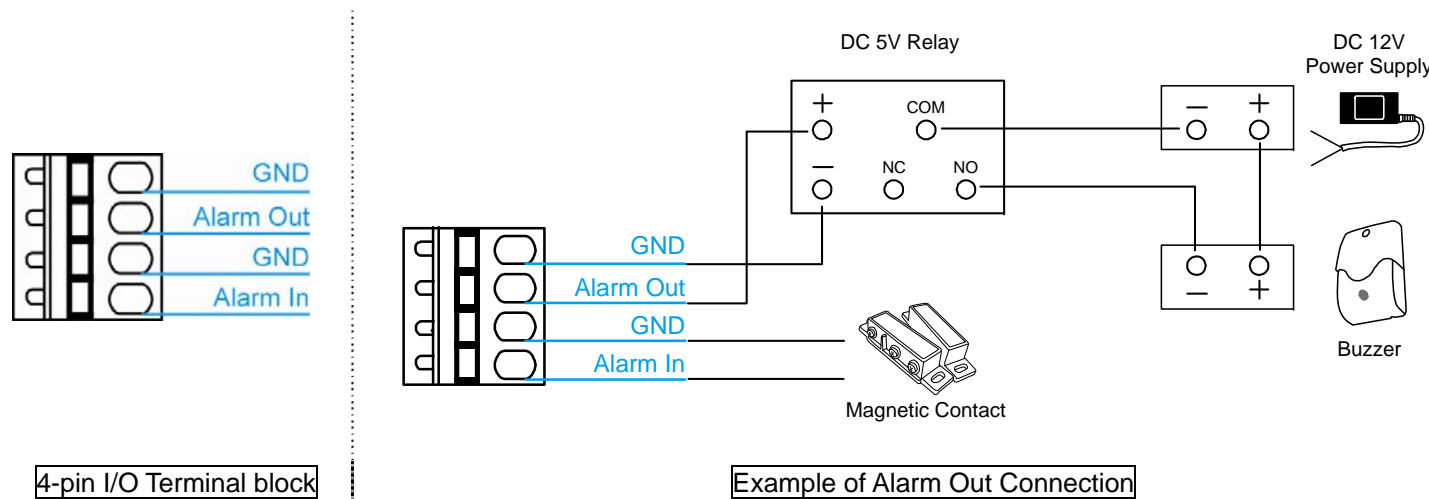 GND
Alarm Out
GND
Alarm In
4-pin I/O Terminal block
DC 5V Relay
+
COM
−
NC
NO
DC 12V
Power Supply
− +
− +
Buzzer
GND
Alarm Out
GND
Alarm In
Magnetic Contact
Example of Alarm Out Connection